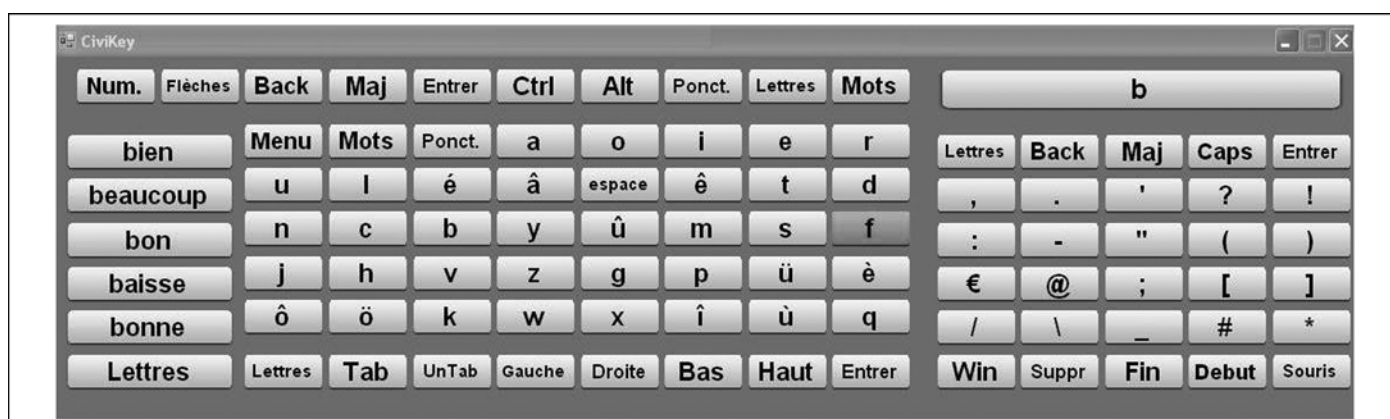 CiviKey
Num. Flèches Back Maj Entrer Ctrl Alt Ponct. Lettres Mots
b
bien
beaucoup
bon
baisse
bonne
Lettres
Menu Mots Ponct. a o i e r
u l é â espace ê t d
n c b y û m s f
j h v z g p ü è
ô ö k w x î ù q
Lettres Tab UnTab Gauche Droite Bas Haut Entrer
Lettres Back Maj Caps Entrer
, . ' ? !
: - " ( )
€ @ ; [ ]
/ \ _ # *
Win Suppr Fin Debut Souris